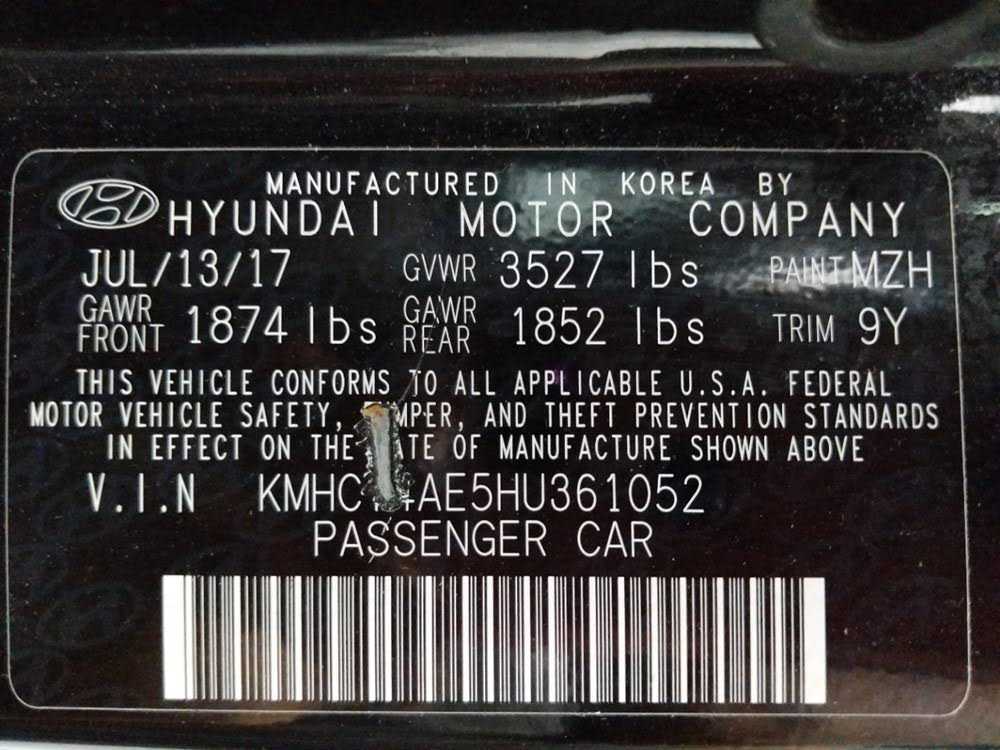 MANUFACTURED IN KOREA BY
HYUNDAI MOTOR COMPANY
JUL/13/17 GVWR 3527 lbs PAINT MZH
GAWR FRONT 1874 lbs GAWR REAR 1852 lbs TRIM 9Y
THIS VEHICLE CONFORMS TO ALL APPLICABLE U.S.A. FEDERAL
MOTOR VEHICLE SAFETY, AND THEFT PREVENTION STANDARDS
IN EFFECT ON THE OF MANUFACTURE SHOWN ABOVE
V.I.N KMHCT4AE5HU361052
PASSENGER CAR